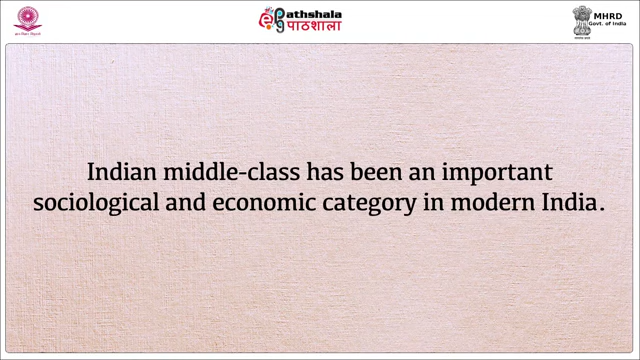 Pathshala
पाठशाला
MHRD
Govt. of India
Indian middle-class has been an important
sociological and economic category in modern India.